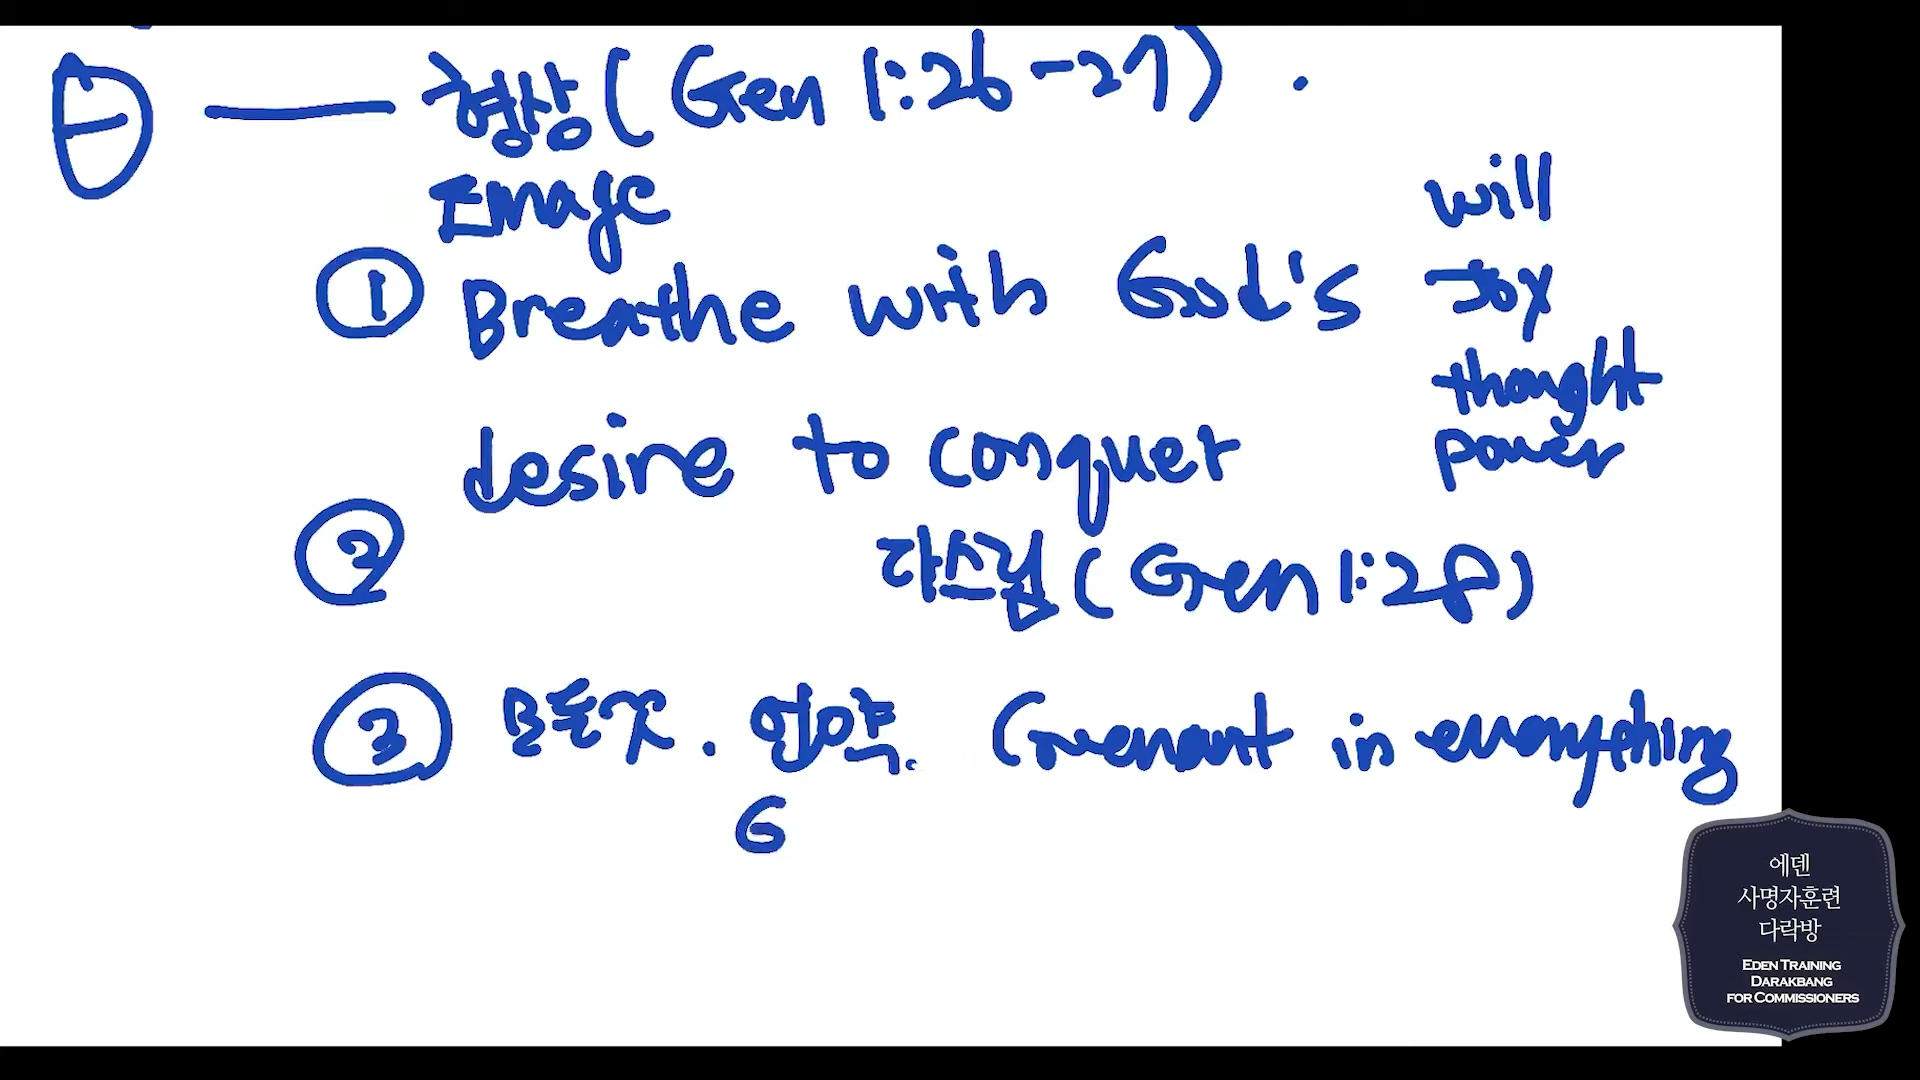 형상 (Gen 1:26-27).
Image
will
① Breathe with God's Joy
thought
desire to conquer power
② 다스림 (Gen 1:28)
③ 모든것. 언약. Covenant in everything
G
에덴
사명자훈련
다락방
EDEN TRAINING
DARAKBANG
FOR COMMISSIONERS